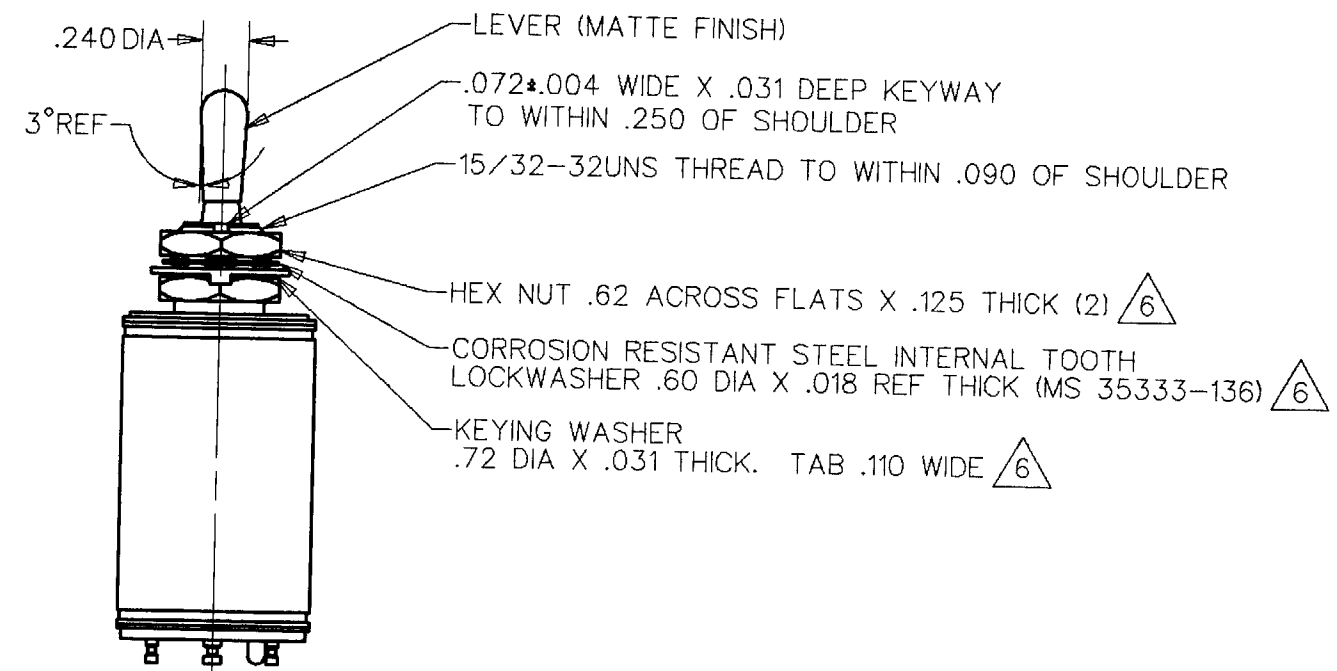 .240 DIA
LEVER (MATTE FINISH)
.072±.004 WIDE X .031 DEEP KEYWAY
TO WITHIN .250 OF SHOULDER
3° REF
15/32-32UNS THREAD TO WITHIN .090 OF SHOULDER
HEX NUT .62 ACROSS FLATS X .125 THICK (2) 6
CORROSION RESISTANT STEEL INTERNAL TOOTH
LOCKWASHER .60 DIA X .018 REF THICK (MS 35333-136) 6
KEYING WASHER
.72 DIA X .031 THICK. TAB .110 WIDE 6